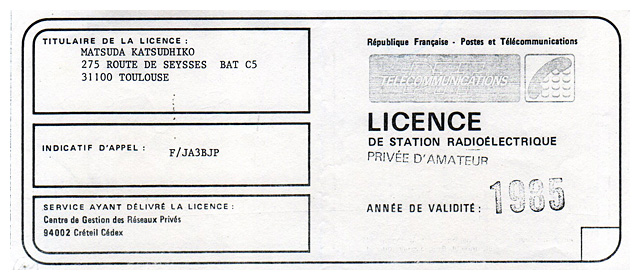 TITULAIRE DE LA LICENCE :
MATSUDA KATSUDHIKO
275 ROUTE DE SEYSSES BAT C5
31100 TOULOUSE
INDICATIF D'APPEL :
F/JA3BJP
SERVICE AYANT DÉLIVRÉ LA LICENCE :
Centre de Gestion des Réseaux Privés
94002 Créteil Cédex
République Française - Postes et Télécommunications
TELECOMMUNICATIONS
LICENCE
DE STATION RADIOÉLECTRIQUE
PRIVÉE D'AMATEUR
ANNÉE DE VALIDITÉ : 1985